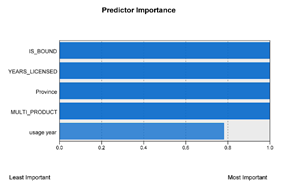 Predictor Importance
IS_BOUND
YEARS_LICENSED
Province
MULTI_PRODUCT
usage year
0.0 0.2 0.4 0.6 0.8 1.0
Least Important Most Important